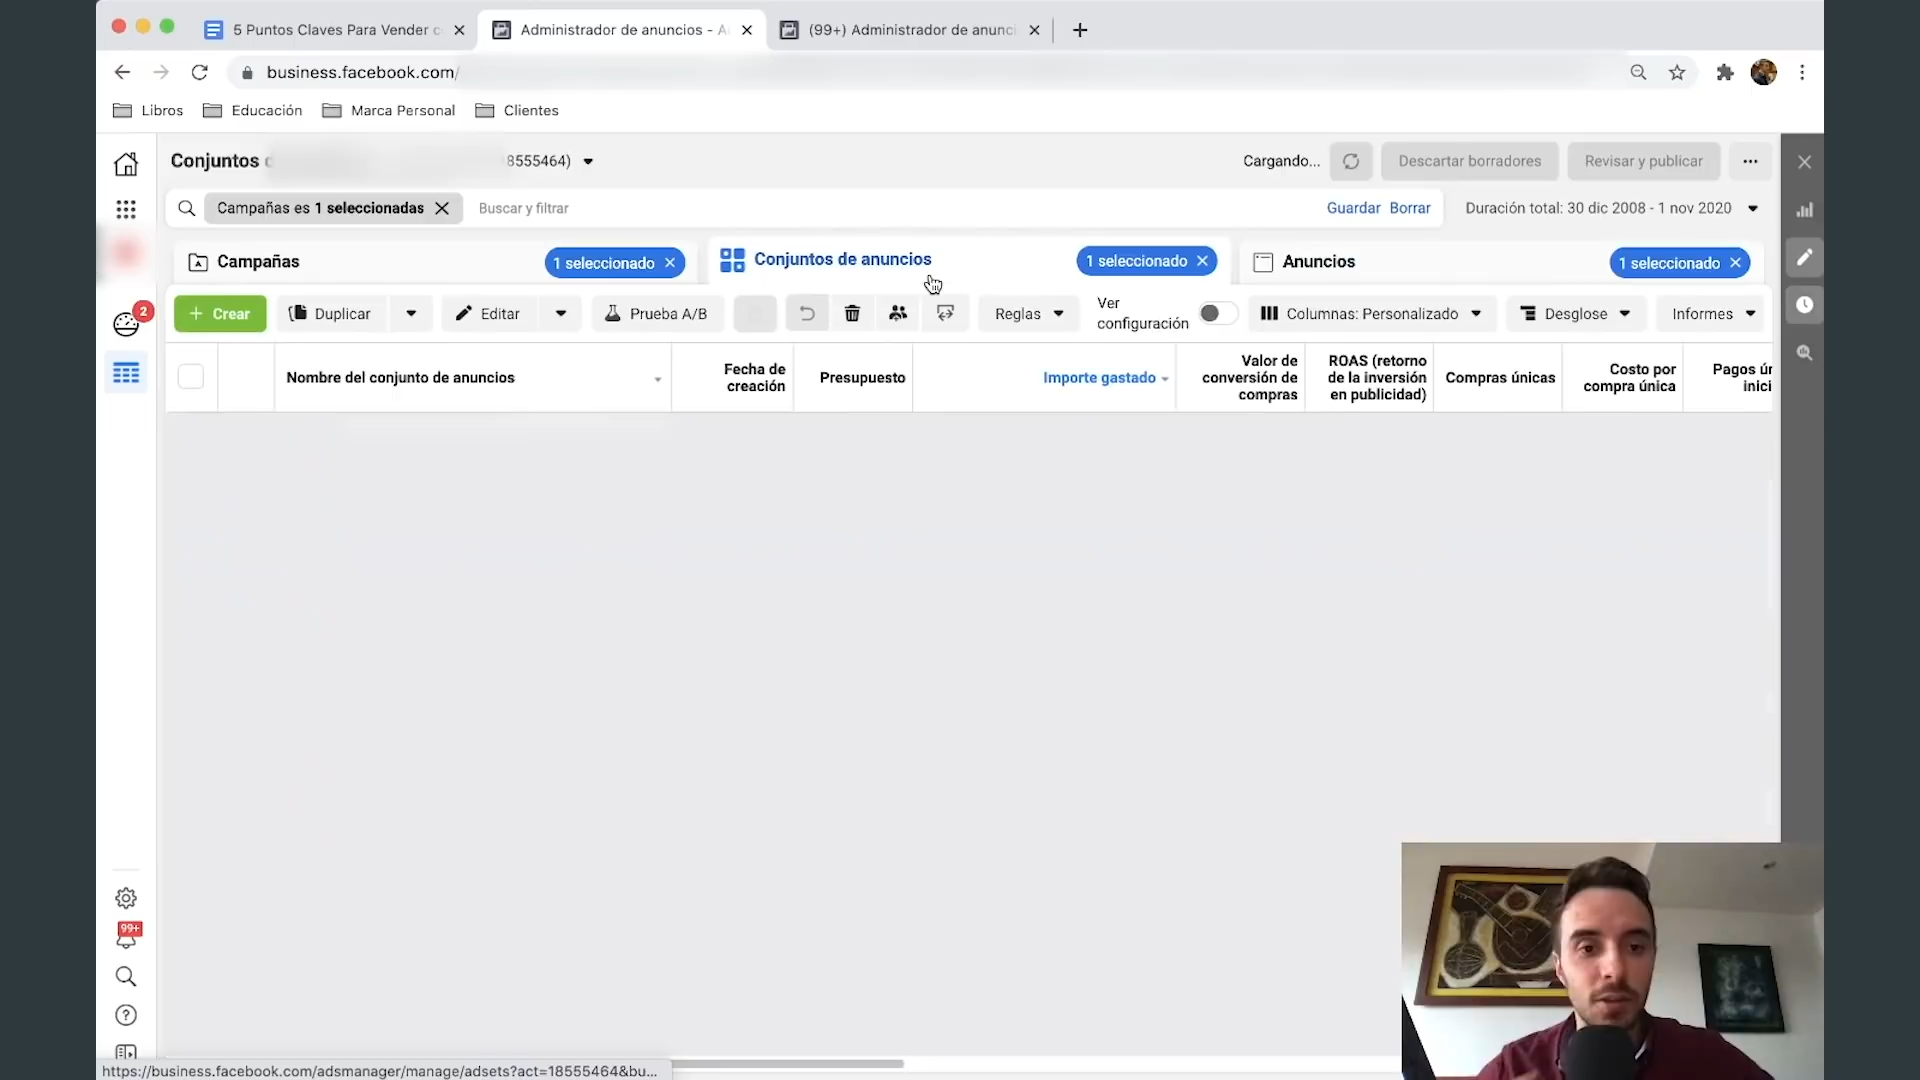 5 Puntos Claves Para Vender c
Administrador de anuncios - A
(99+) Administrador de anunci
business.facebook.com/
Libros
Educación
Marca Personal
Clientes
Conjuntos
8555464)
Cargando...
Descartar borradores
Revisar y publicar
Campañas es 1 seleccionadas
Buscar y filtrar
Guardar
Borrar
Duración total: 30 dic 2008 - 1 nov 2020
Campañas
1 seleccionado
Conjuntos de anuncios
1 seleccionado
Anuncios
1 seleccionado
2
+ Crear
Duplicar
Editar
Prueba A/B
Reglas
Ver
configuración
Columnas: Personalizado
Desglose
Informes
Nombre del conjunto de anuncios
Fecha de
creación
Presupuesto
Importe gastado
Valor de
conversión de
compras
ROAS (retorno
de la inversión
en publicidad)
Compras únicas
Costo por
compra única
Pagos ún
inici
99+
https://business.facebook.com/adsmanager/manage/adsets?act=18555464&bu...